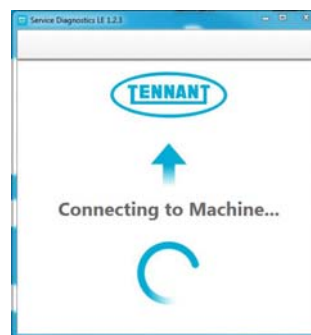 Service Diagnostics LE 1.2.3
TENNANT
Connecting to Machine...